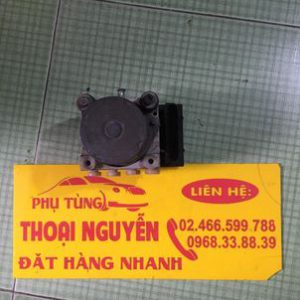 LIÊN HỆ:
PHỤ TÙNG
THOẠI NGUYỄN
02.466.599.788
0968.33.88.39
ĐẶT HÀNG NHANH